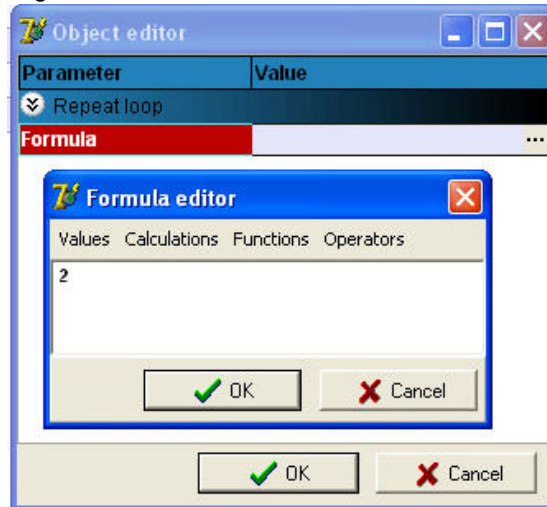 Object editor
Parameter Value
Repeat loop
Formula ...
Formula editor
Values Calculations Functions Operators
2
OK Cancel
OK Cancel